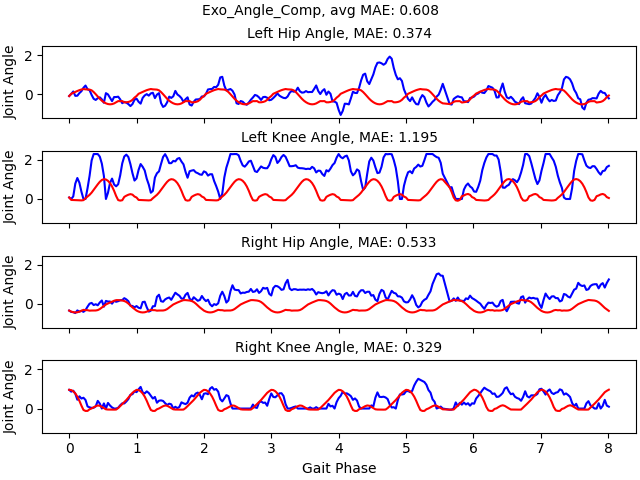 Exo_Angle_Comp, avg MAE: 0.608
Left Hip Angle, MAE: 0.374
Joint Angle
2
0
Left Knee Angle, MAE: 1.195
Joint Angle
2
0
Right Hip Angle, MAE: 0.533
Joint Angle
2
0
Right Knee Angle, MAE: 0.329
Joint Angle
2
0
0 1 2 3 4 5 6 7 8
Gait Phase